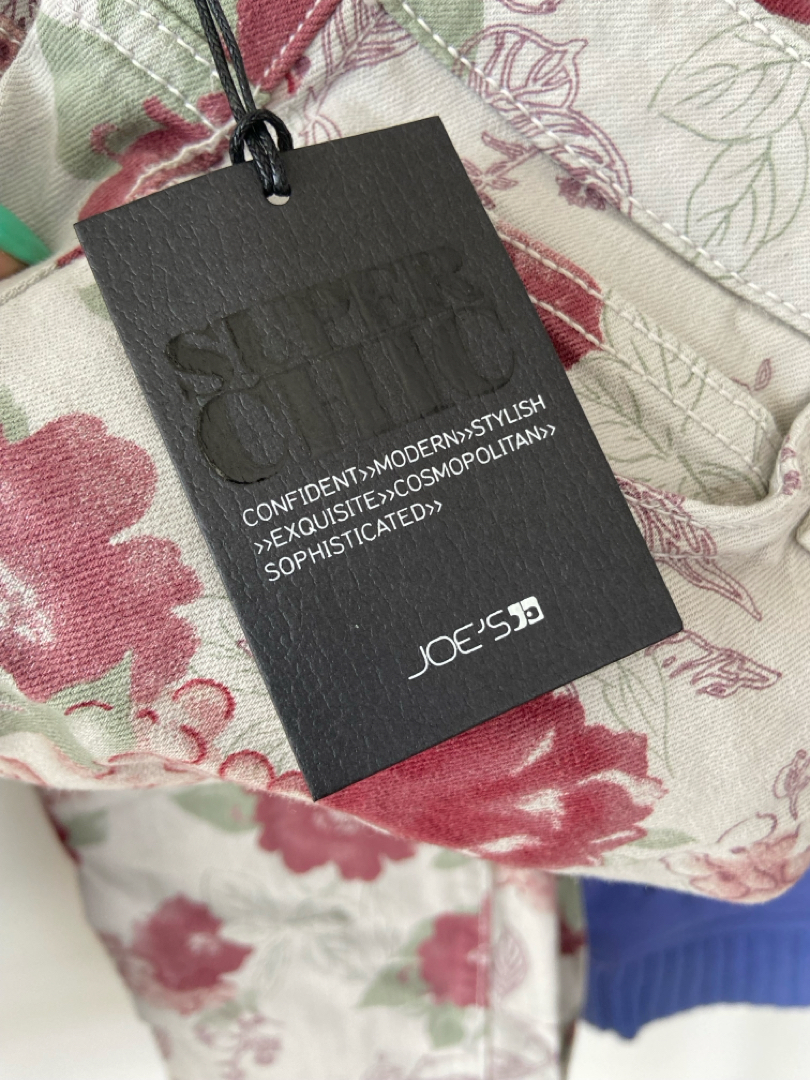 SUPER
CHIC
CONFIDENT>>MODERN>>STYLISH
>>EXQUISITE>>COSMOPOLITAN>>
SOPHISTICATED>>
JOE'S